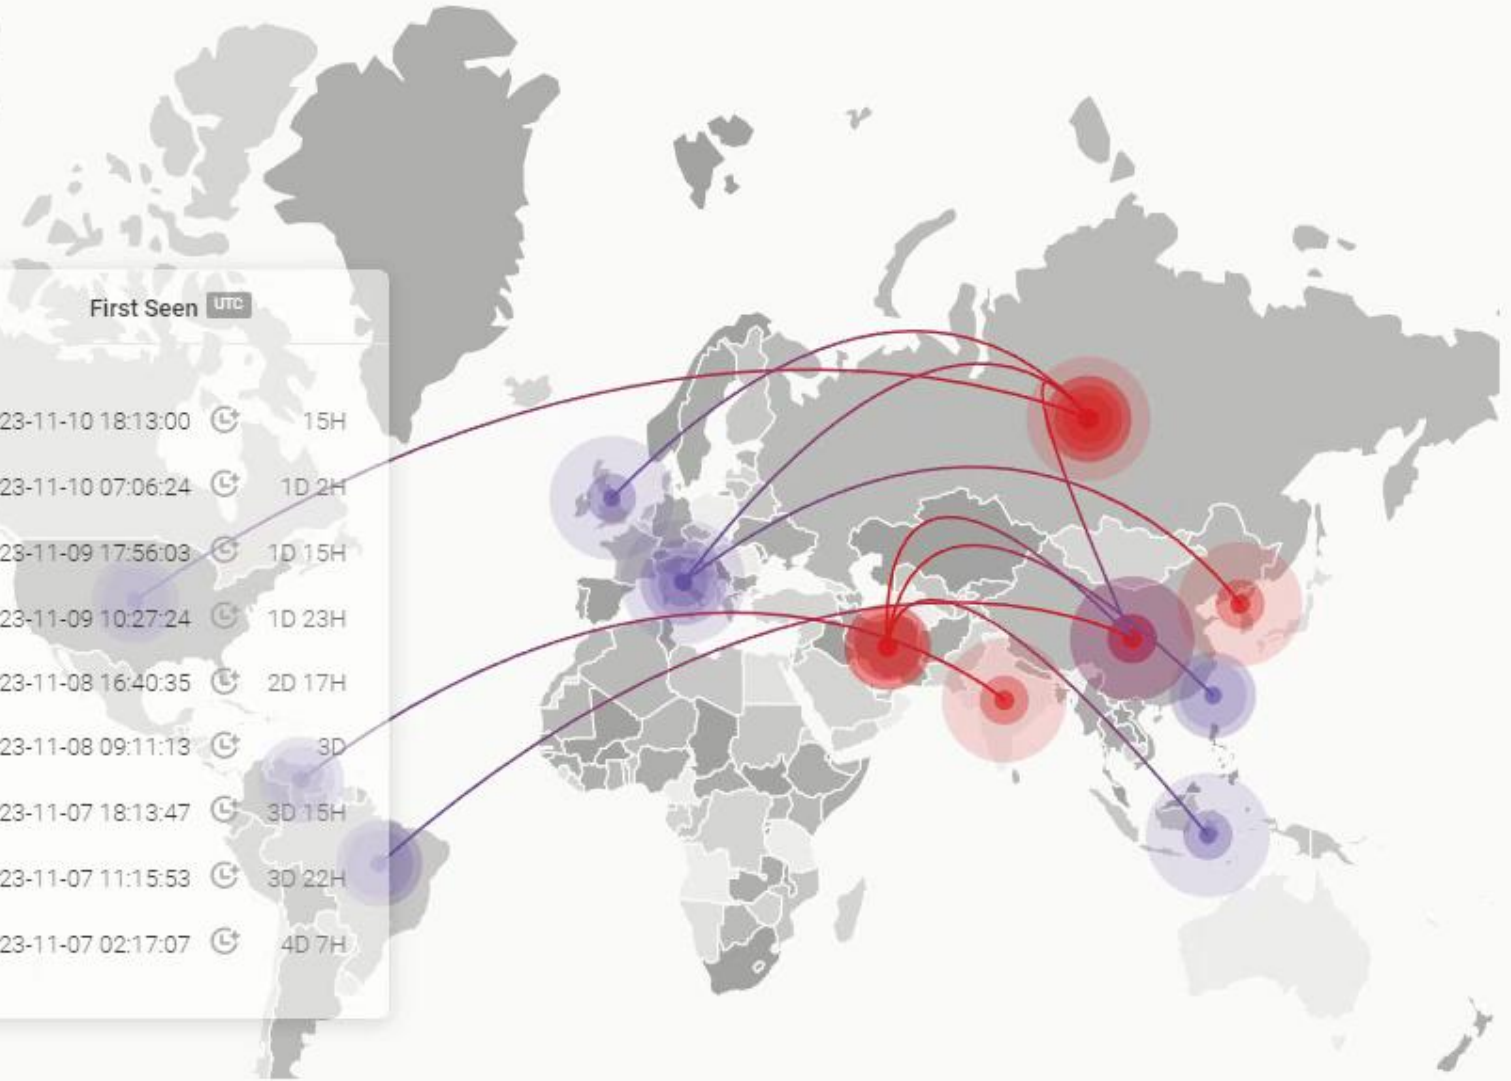 First Seen UTC
23-11-10 18:13:00 15H
23-11-10 07:06:24 1D 2H
23-11-09 17:56:03 1D 15H
23-11-09 10:27:24 1D 23H
23-11-08 16:40:35 2D 17H
23-11-08 09:11:13 3D
23-11-07 18:13:47 3D 15H
23-11-07 11:15:53 3D 22H
23-11-07 02:17:07 4D 7H